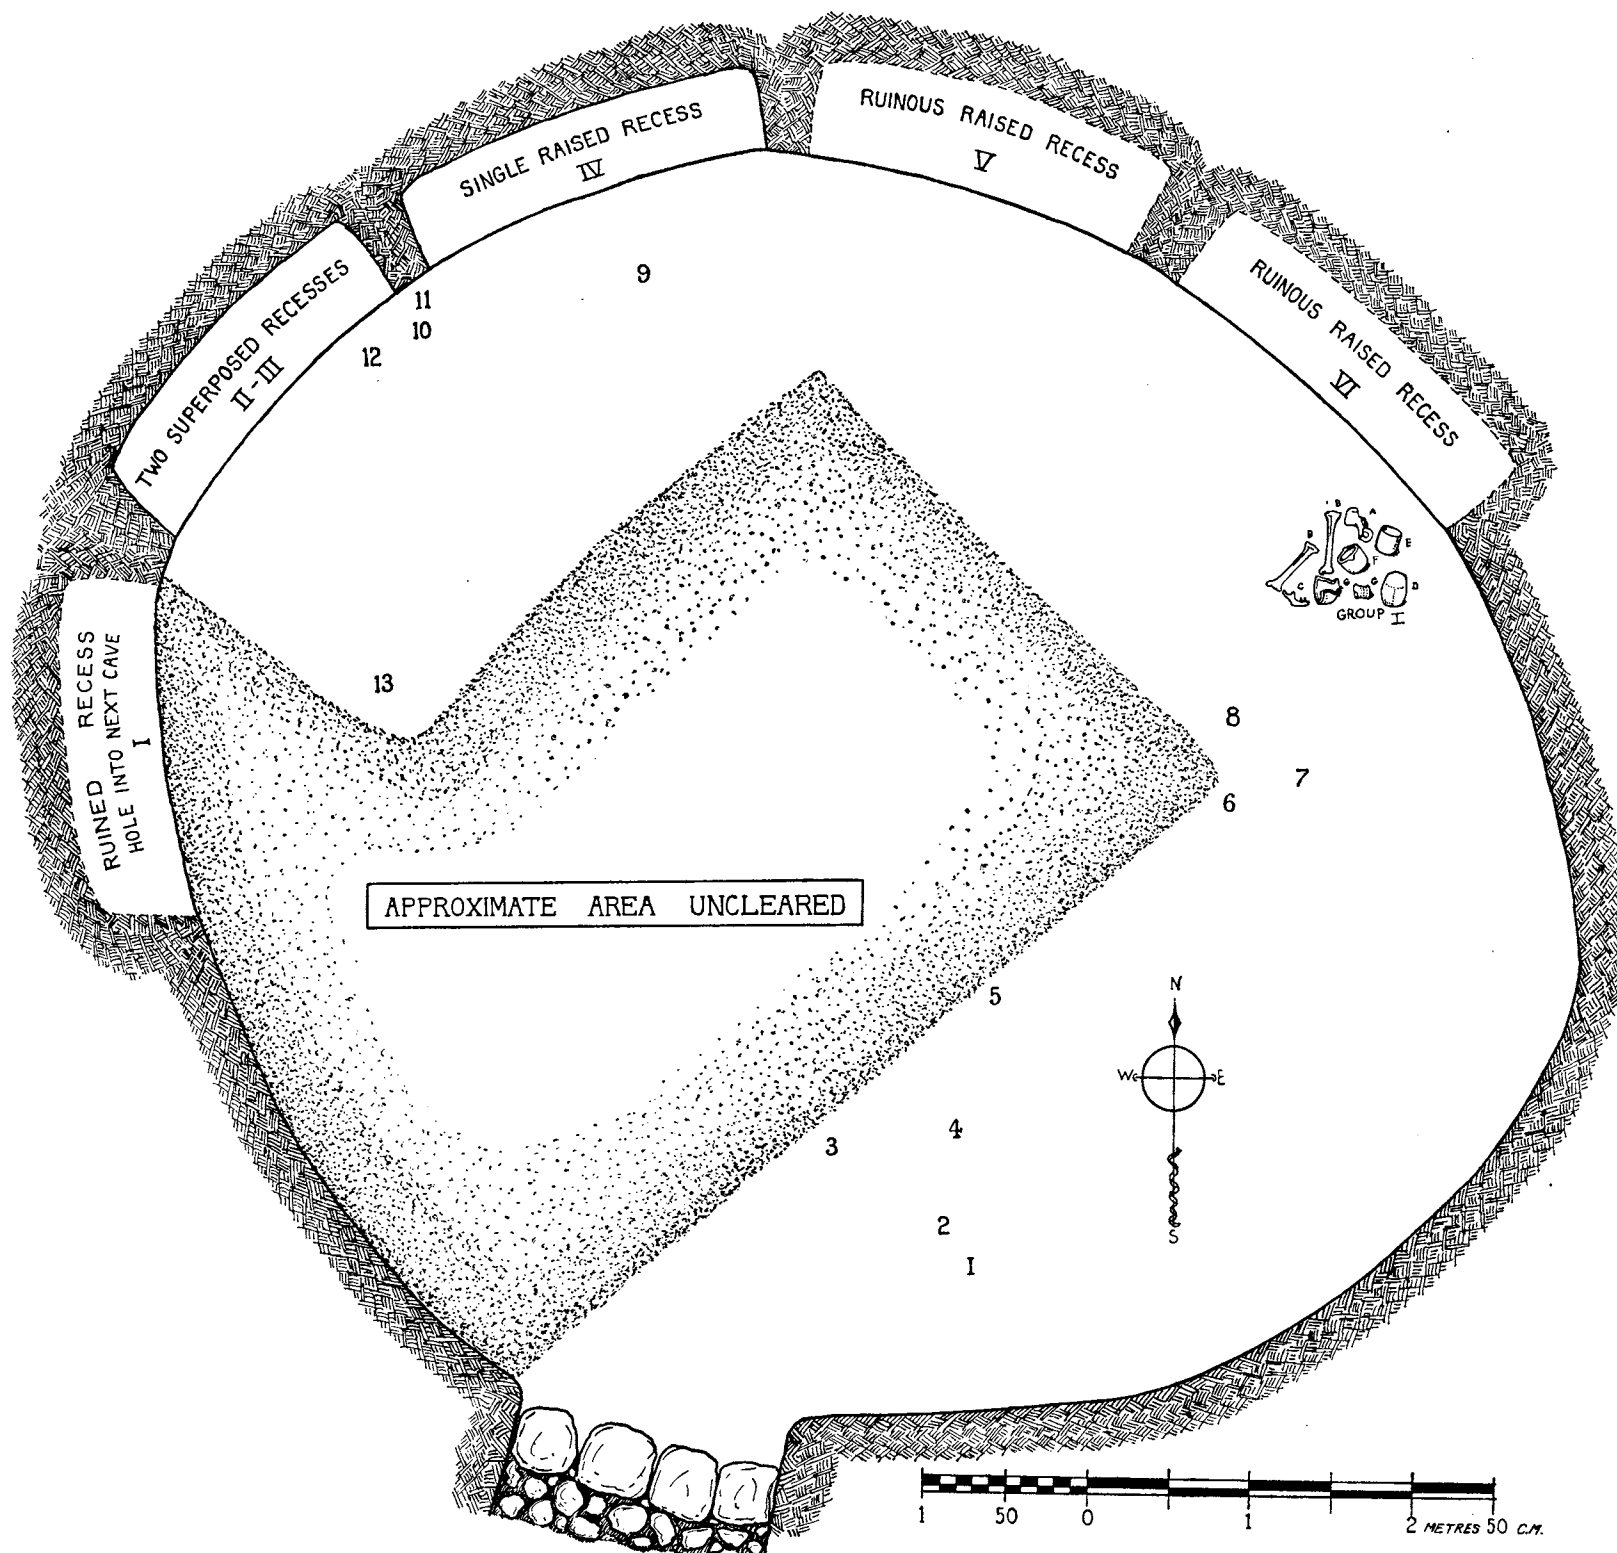 RUINOUS RAISED RECESS
V
SINGLE RAISED RECESS
IV
RUINOUS RAISED RECESS
VI
TWO SUPERPOSED RECESSES
II-III
9
11
10
12
B
A
B
E
F
C
G
G
D
GROUP I
RUINED RECESS
HOLE INTO NEXT CAVE
I
13
8
7
6
APPROXIMATE AREA UNCLEARED
5
N
W E
S
4
3
2
I
1 50 0 1 2 METRES 50 C.M.